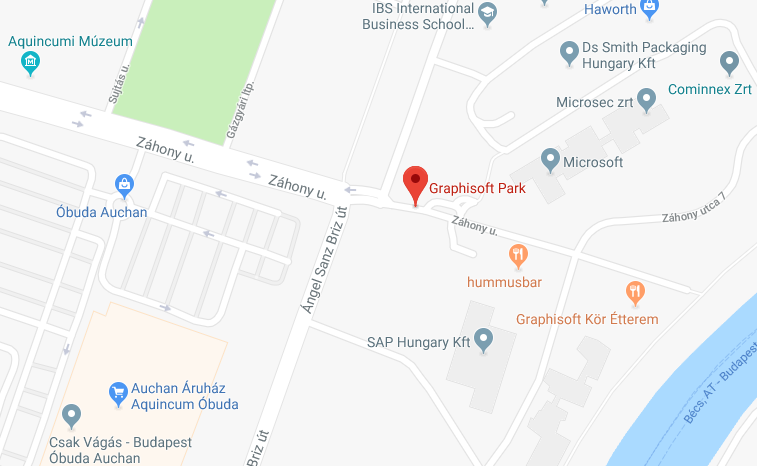 IBS International
Business School...
Haworth
Aquincumi Múzeum
Ds Smith Packaging
Hungary Kft
Cominnex Zrt
Sujtás u.
Gázgyári ltp.
Microsec zrt
Záhony u.
Microsoft
Záhony u.
Graphisoft Park
Óbuda Auchan
Záhony u.
Záhony utca 7
Ángel Sanz Briz út
hummusbar
Graphisoft Kör Étterem
SAP Hungary Kft
Bécs, AT - Budapest
Auchan Áruház
Aquincum Óbuda
Csak Vágás - Budapest
Óbuda Auchan
Briz út